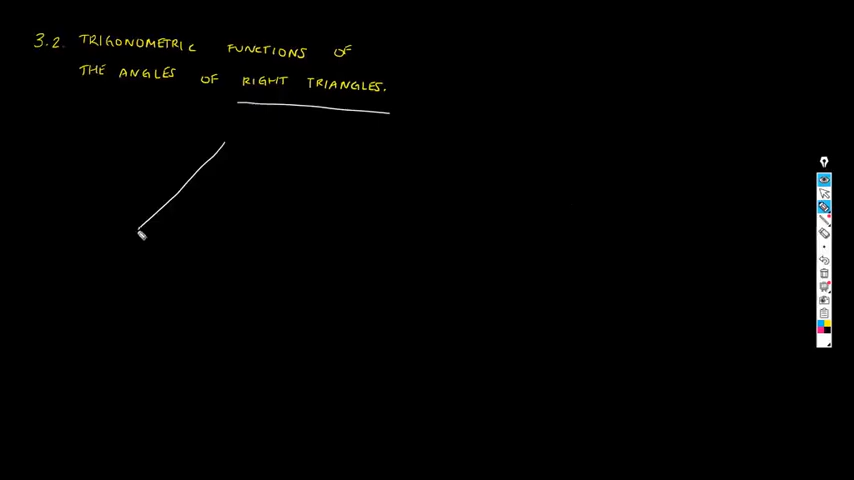 3.2. TRIGONOMETRIC FUNCTIONS OF
THE ANGLES OF RIGHT TRIANGLES.